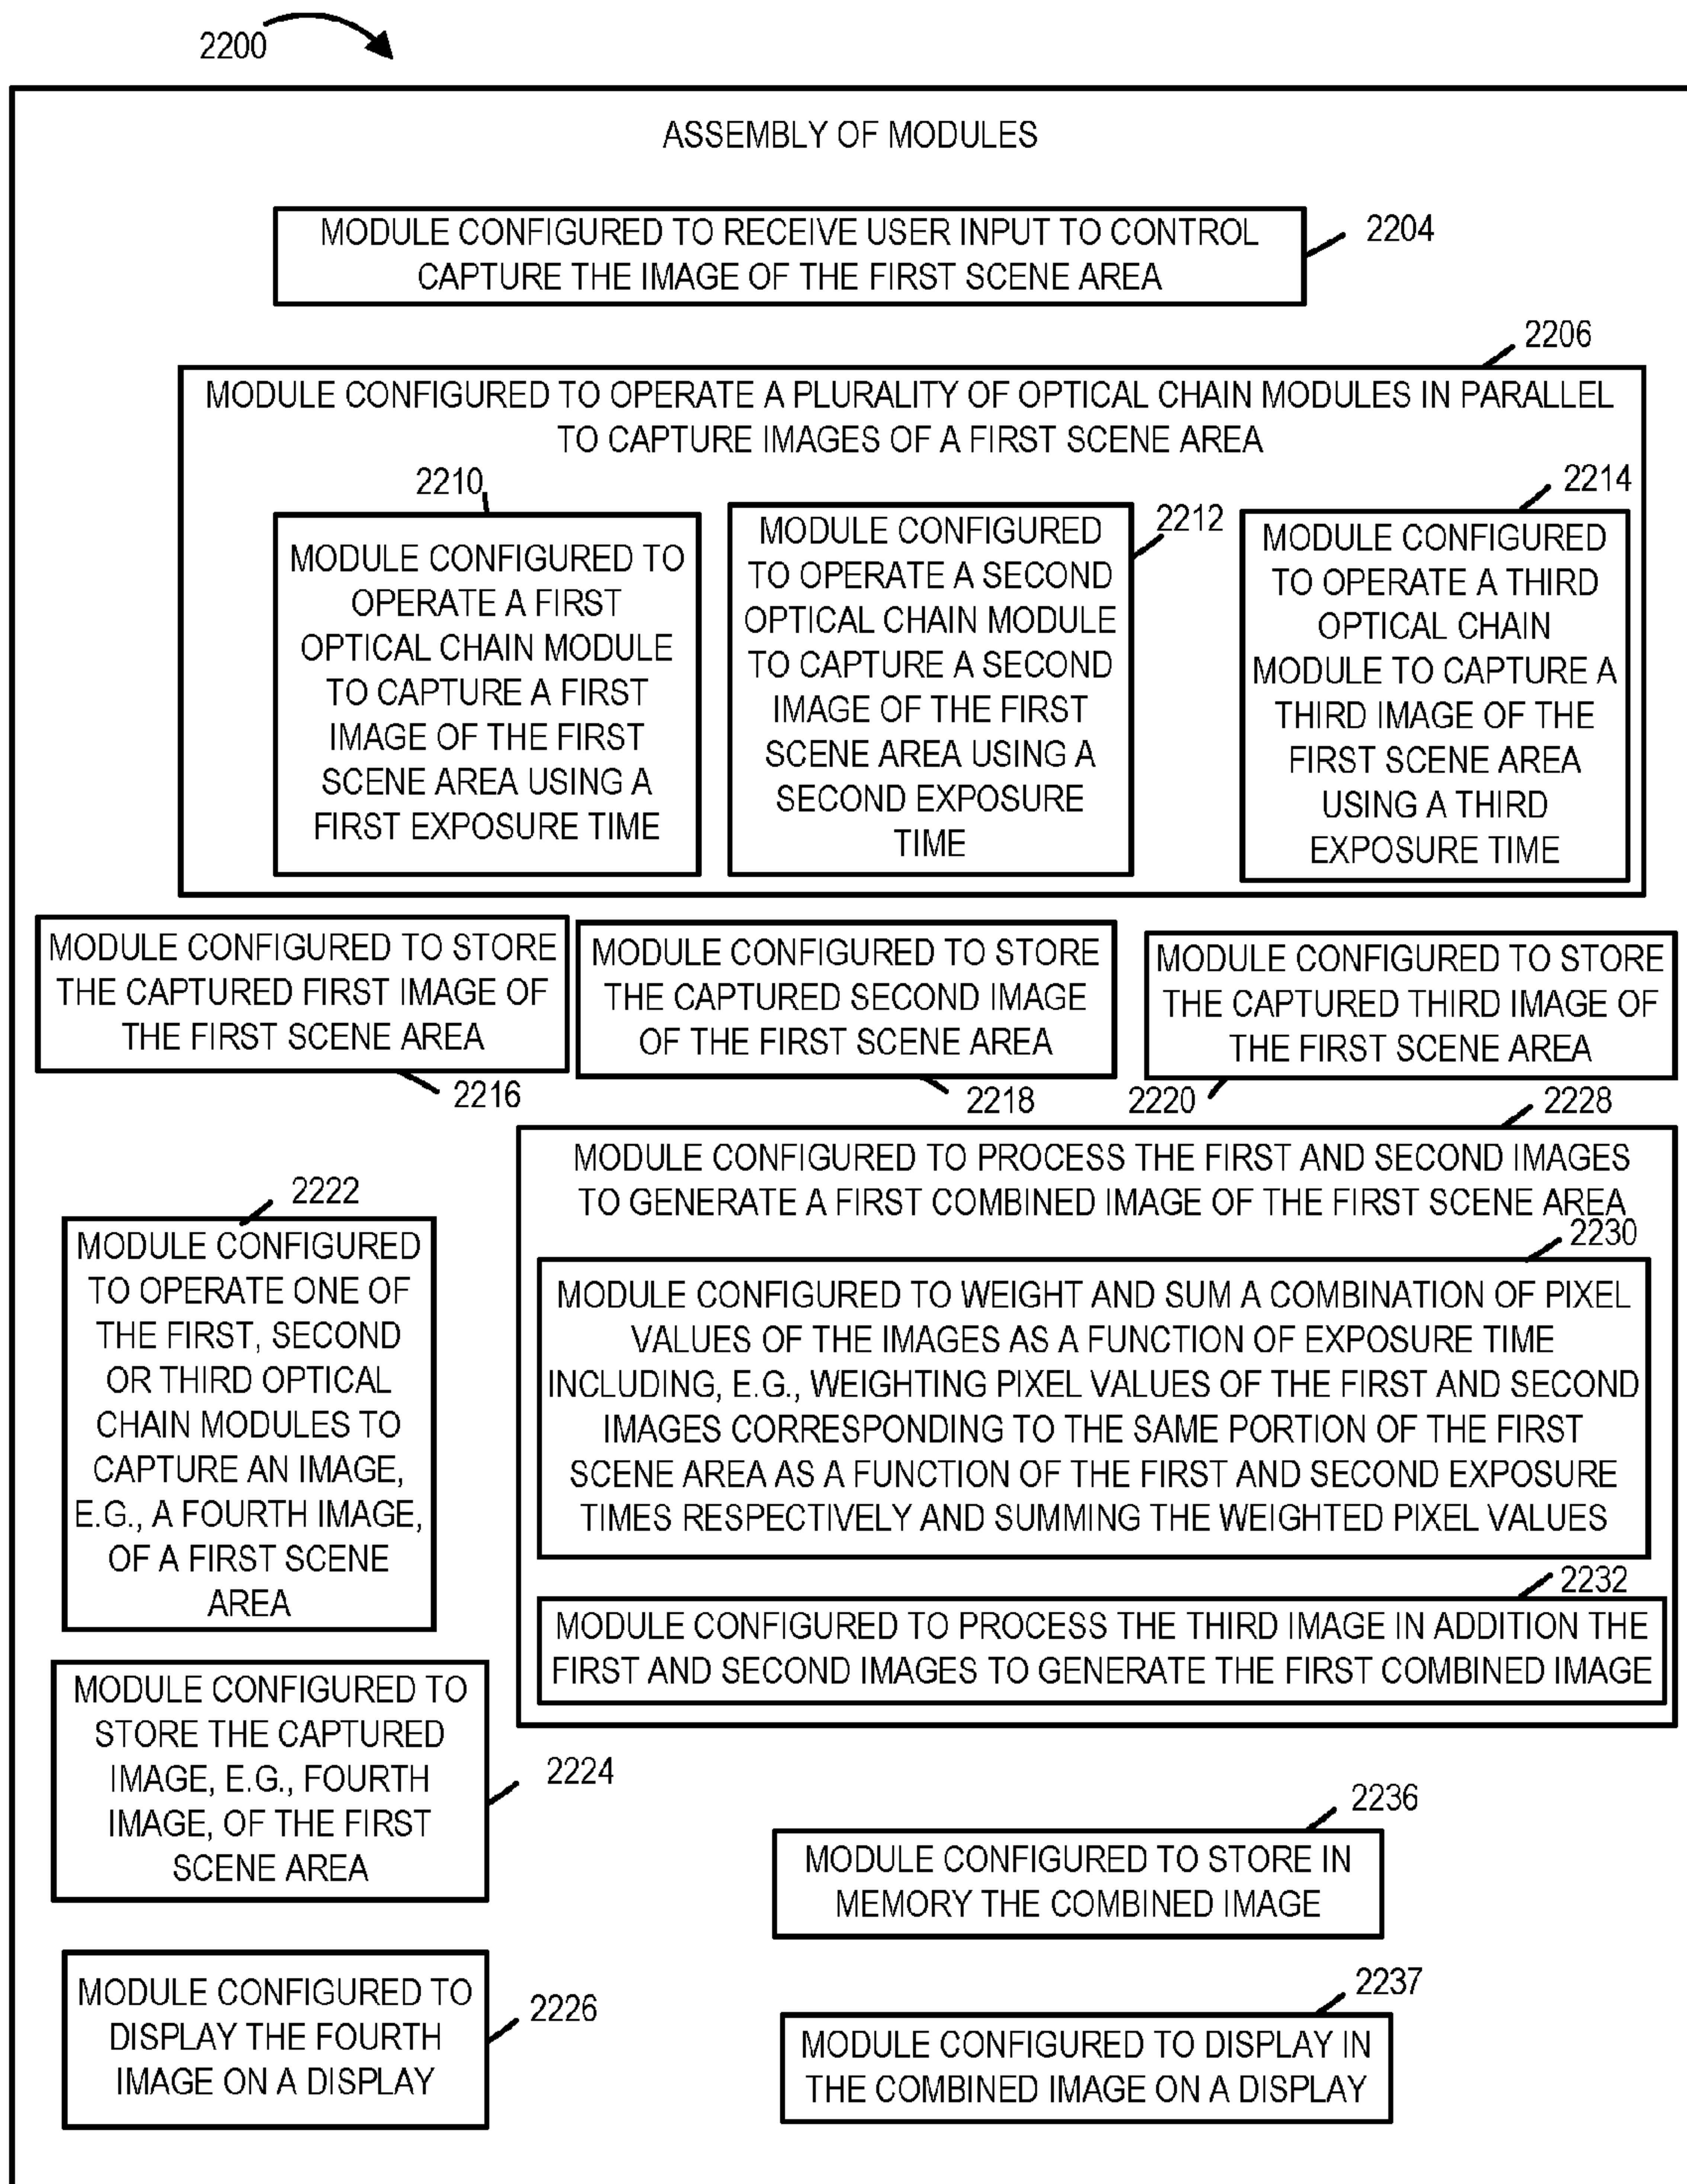 2200
ASSEMBLY OF MODULES
MODULE CONFIGURED TO RECEIVE USER INPUT TO CONTROL
CAPTURE THE IMAGE OF THE FIRST SCENE AREA
2204
2206
MODULE CONFIGURED TO OPERATE A PLURALITY OF OPTICAL CHAIN MODULES IN PARALLEL
TO CAPTURE IMAGES OF A FIRST SCENE AREA
2210
MODULE CONFIGURED TO
OPERATE A FIRST
OPTICAL CHAIN MODULE
TO CAPTURE A FIRST
IMAGE OF THE FIRST
SCENE AREA USING A
FIRST EXPOSURE TIME
2212
MODULE CONFIGURED
TO OPERATE A SECOND
OPTICAL CHAIN MODULE
TO CAPTURE A SECOND
IMAGE OF THE FIRST
SCENE AREA USING A
SECOND EXPOSURE
TIME
2214
MODULE CONFIGURED
TO OPERATE A THIRD
OPTICAL CHAIN
MODULE TO CAPTURE A
THIRD IMAGE OF THE
FIRST SCENE AREA
USING A THIRD
EXPOSURE TIME
MODULE CONFIGURED TO STORE
THE CAPTURED FIRST IMAGE OF
THE FIRST SCENE AREA
2216
MODULE CONFIGURED TO STORE
THE CAPTURED SECOND IMAGE
OF THE FIRST SCENE AREA
2218
MODULE CONFIGURED TO STORE
THE CAPTURED THIRD IMAGE OF
THE FIRST SCENE AREA
2220
2222
MODULE CONFIGURED
TO OPERATE ONE OF
THE FIRST, SECOND
OR THIRD OPTICAL
CHAIN MODULES TO
CAPTURE AN IMAGE,
E.G., A FOURTH IMAGE,
OF A FIRST SCENE
AREA
2228
MODULE CONFIGURED TO PROCESS THE FIRST AND SECOND IMAGES
TO GENERATE A FIRST COMBINED IMAGE OF THE FIRST SCENE AREA
2230
MODULE CONFIGURED TO WEIGHT AND SUM A COMBINATION OF PIXEL
VALUES OF THE IMAGES AS A FUNCTION OF EXPOSURE TIME
INCLUDING, E.G., WEIGHTING PIXEL VALUES OF THE FIRST AND SECOND
IMAGES CORRESPONDING TO THE SAME PORTION OF THE FIRST
SCENE AREA AS A FUNCTION OF THE FIRST AND SECOND EXPOSURE
TIMES RESPECTIVELY AND SUMMING THE WEIGHTED PIXEL VALUES
2232
MODULE CONFIGURED TO PROCESS THE THIRD IMAGE IN ADDITION THE
FIRST AND SECOND IMAGES TO GENERATE THE FIRST COMBINED IMAGE
MODULE CONFIGURED TO
STORE THE CAPTURED
IMAGE, E.G., FOURTH
IMAGE, OF THE FIRST
SCENE AREA
2224
2236
MODULE CONFIGURED TO STORE IN
MEMORY THE COMBINED IMAGE
MODULE CONFIGURED TO
DISPLAY THE FOURTH
IMAGE ON A DISPLAY
2226
2237
MODULE CONFIGURED TO DISPLAY IN
THE COMBINED IMAGE ON A DISPLAY